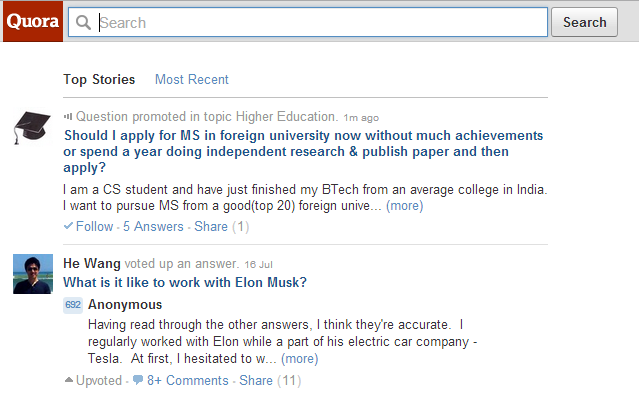 Quora Search Search
Top Stories Most Recent
Question promoted in topic Higher Education. 1m ago
Should I apply for MS in foreign university now without much achievements
or spend a year doing independent research & publish paper and then
apply?
I am a CS student and have just finished my BTech from an average college in India.
I want to pursue MS from a good(top 20) foreign unive... (more)
Follow · 5 Answers · Share (1)
He Wang voted up an answer. 16 Jul
What is it like to work with Elon Musk?
692 Anonymous
Having read through the other answers, I think they're accurate. I
regularly worked with Elon while a part of his electric car company -
Tesla. At first, I hesitated to w... (more)
Upvoted · 8+ Comments · Share (11)